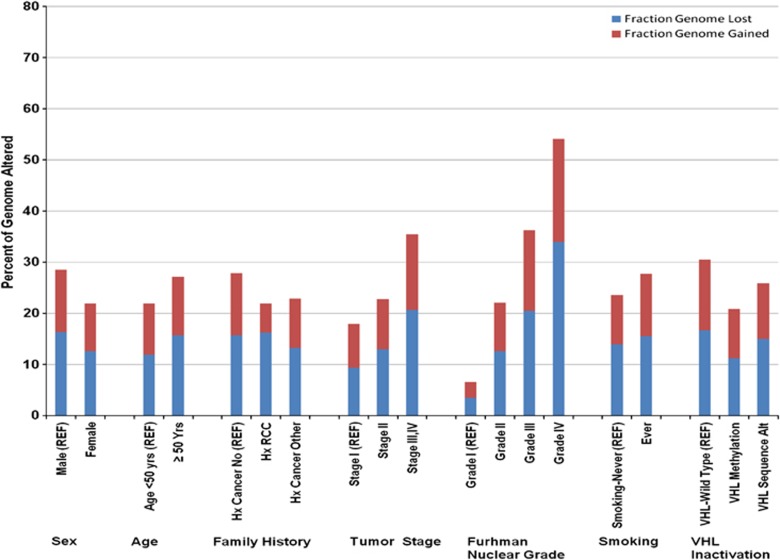 80
70
60
50
40
30
20
10
0
Percent of Genome Altered
Fraction Genome Lost
Fraction Genome Gained
Male (REF)
Female
Age <50 yrs (REF)
≥ 50 Yrs
Hx Cancer No (REF)
Hx RCC
Hx Cancer Other
Stage I (REF)
Stage II
Stage III,IV
Grade I (REF)
Grade II
Grade III
Grade IV
Smoking-Never (REF)
Ever
VHL-Wild Type (REF)
VHL Methylation
VHL Sequence Alt
Sex
Age
Family History
Tumor Stage
Furhman
Nuclear Grade
Smoking
VHL
Inactivation